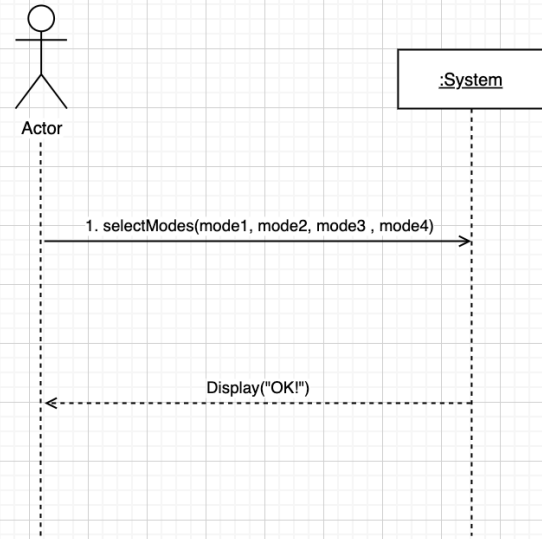 :System
Actor
1. selectModes(mode1, mode2, mode3 , mode4)
Display("OK!")